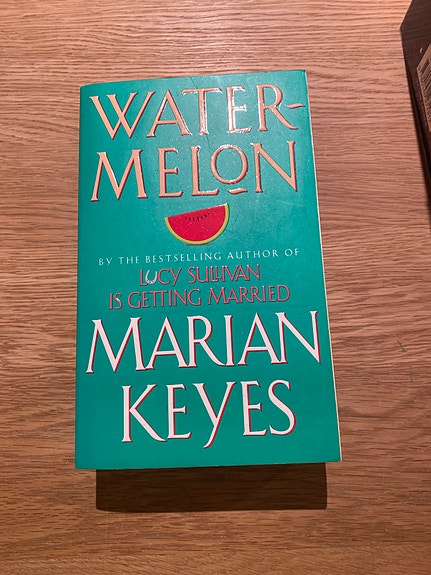 WATER-
MELON
BY THE BESTSELLING AUTHOR OF
LUCY SULLIVAN
IS GETTING MARRIED
MARIAN
KEYES